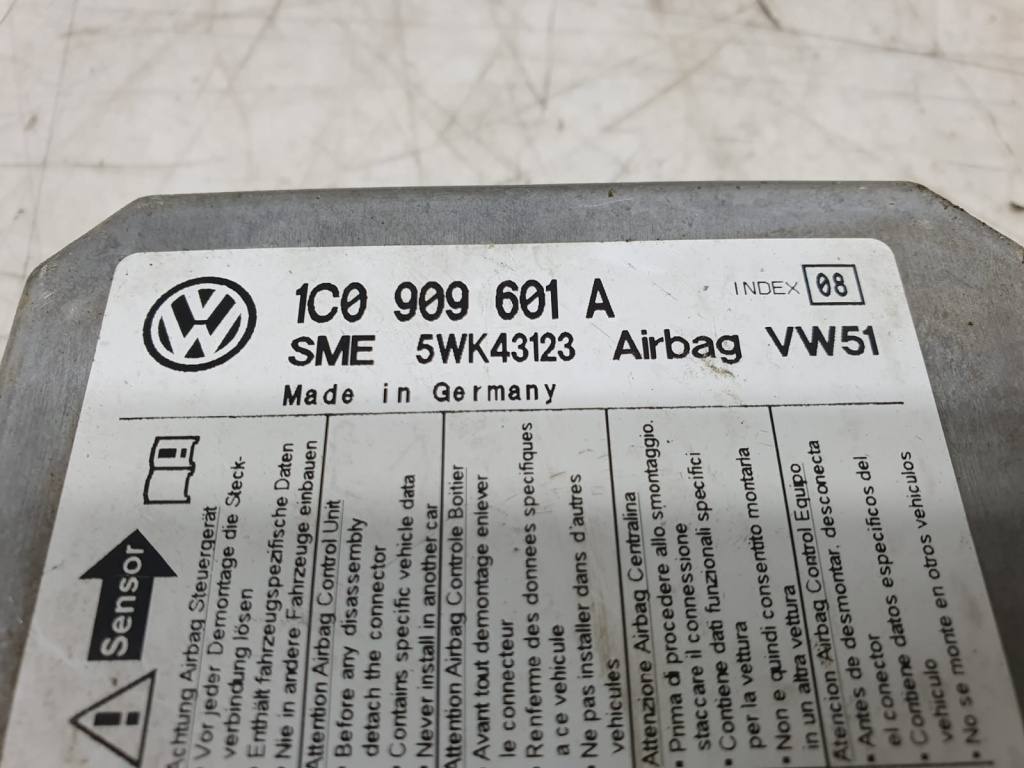 1C0 909 601 A
INDEX 08
SME 5WK43123 Airbag VW51
Made in Germany
Sensor
Achtung Airbag Steuergerät
• Vor jeder Demontage die Steck-
verbindung lösen
• Enthält fahrzeugspezifische Daten
• Nie in andere Fahrzeuge einbauen
Attention Airbag Control Unit
• Before any disassembly
detach the connector
• Contains specific vehicle data
• Never install in another car
Attention Airbag Controle Boitier
• Avant tout demontage enlever
le connecteur
• Renferme des données spécifiques
a ce véhicule
• Ne pas installer dans d'autres
véhicules
Attenzione Airbag Centralina
• Prima di procedere allo smontaggio.
staccare il connessione
• Contiene dati funzionali specifici
per la vettura
• Non e quindi consentito montarla
in un altra vettura
Atencion Airbag Control Equipo
• Antes de desmontar, desconecta
el conector
• Contiene datos especificos del
vehiculo
• No se monte en otros vehiculos